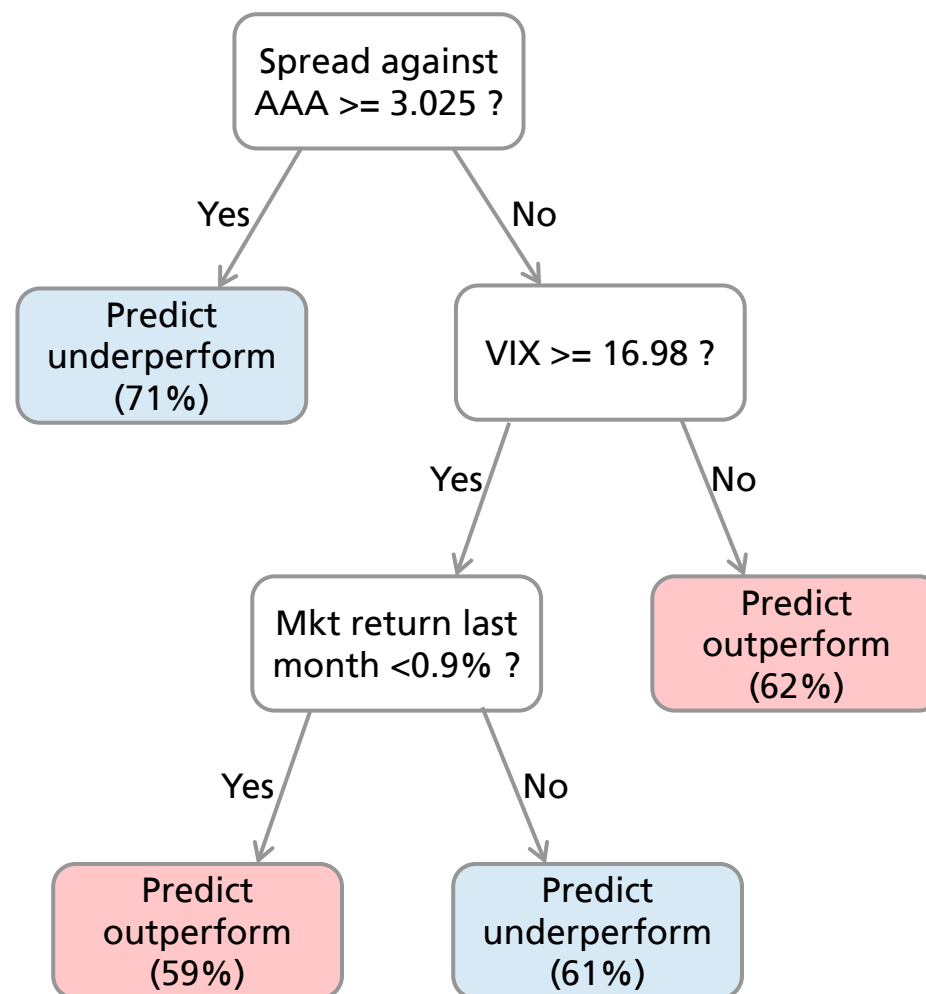 Spread against
AAA >= 3.025 ?
Yes
No
Predict
underperform
(71%)
VIX >= 16.98 ?
Yes
No
Mkt return last
month <0.9% ?
Predict
outperform
(62%)
Yes
No
Predict
outperform
(59%)
Predict
underperform
(61%)